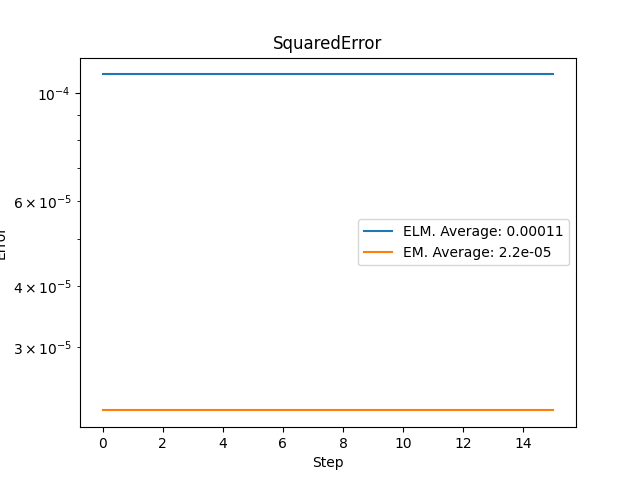 SquaredError
10⁻⁴
6 × 10⁻⁵
4 × 10⁻⁵
3 × 10⁻⁵
Error
ELM. Average: 0.00011
EM. Average: 2.2e-05
0 2 4 6 8 10 12 14
Step